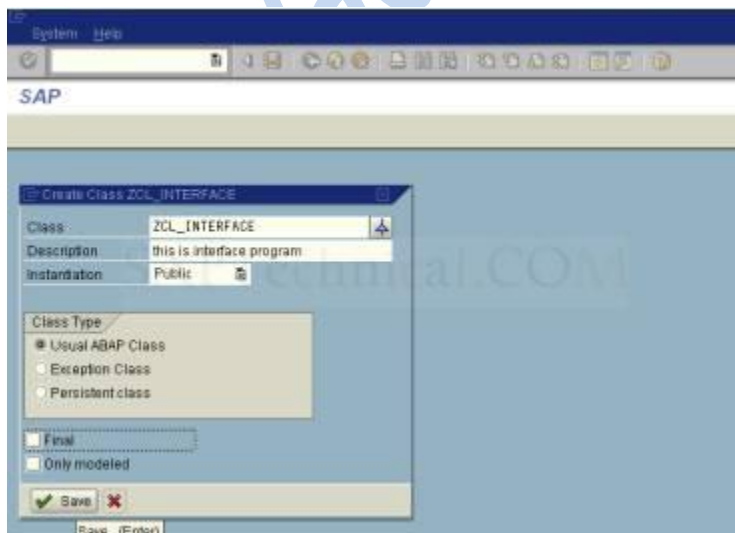 System Help
SAP
Create Class ZCL_INTERFACE
Class ZCL_INTERFACE
Description this is interface program
Instantiation Public
Class Type
Usual ABAP Class
Exception Class
Persistent class
Final
Only modeled
Save
Save (Enter)